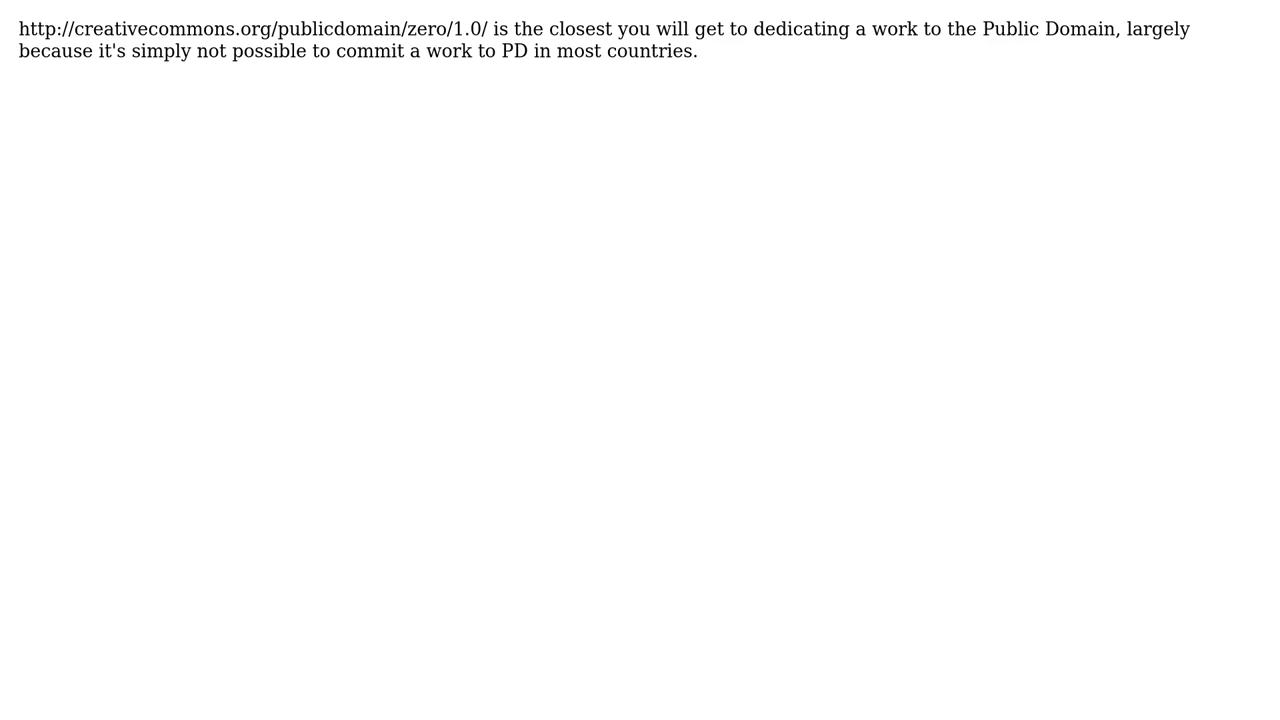 http://creativecommons.org/publicdomain/zero/1.0/ is the closest you will get to dedicating a work to the Public Domain, largely
because it's simply not possible to commit a work to PD in most countries.